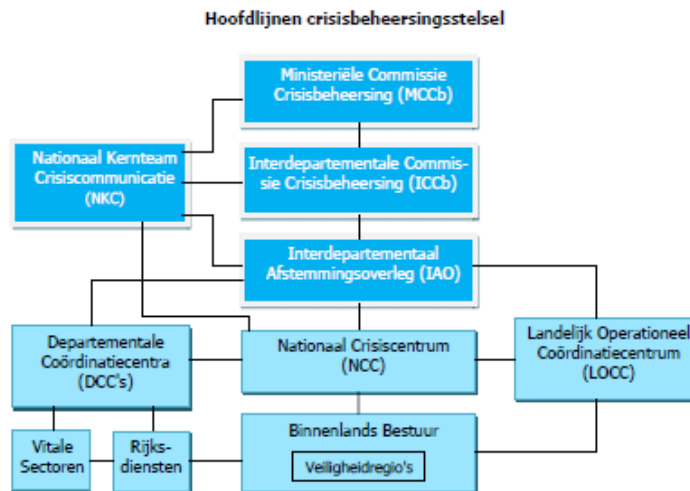 Hoofdlijnen crisisbeheersingsstelsel
Ministeriële Commissie
Crisisbeheersing (MCCb)
Nationaal Kernteam
Crisiscommunicatie
(NKC)
Interdepartementale Commis-
sie Crisisbeheersing (ICCb)
Interdepartementaal
Afstemmingsoverleg (IAO)
Departementale
Coördinatiecentra
(DCC's)
Nationaal Crisiscentrum
(NCC)
Landelijk Operationeel
Coördinatiecentrum
(LOCC)
Vitale
Sectoren
Rijks-
diensten
Binnenlands Bestuur
Veiligheidregio's